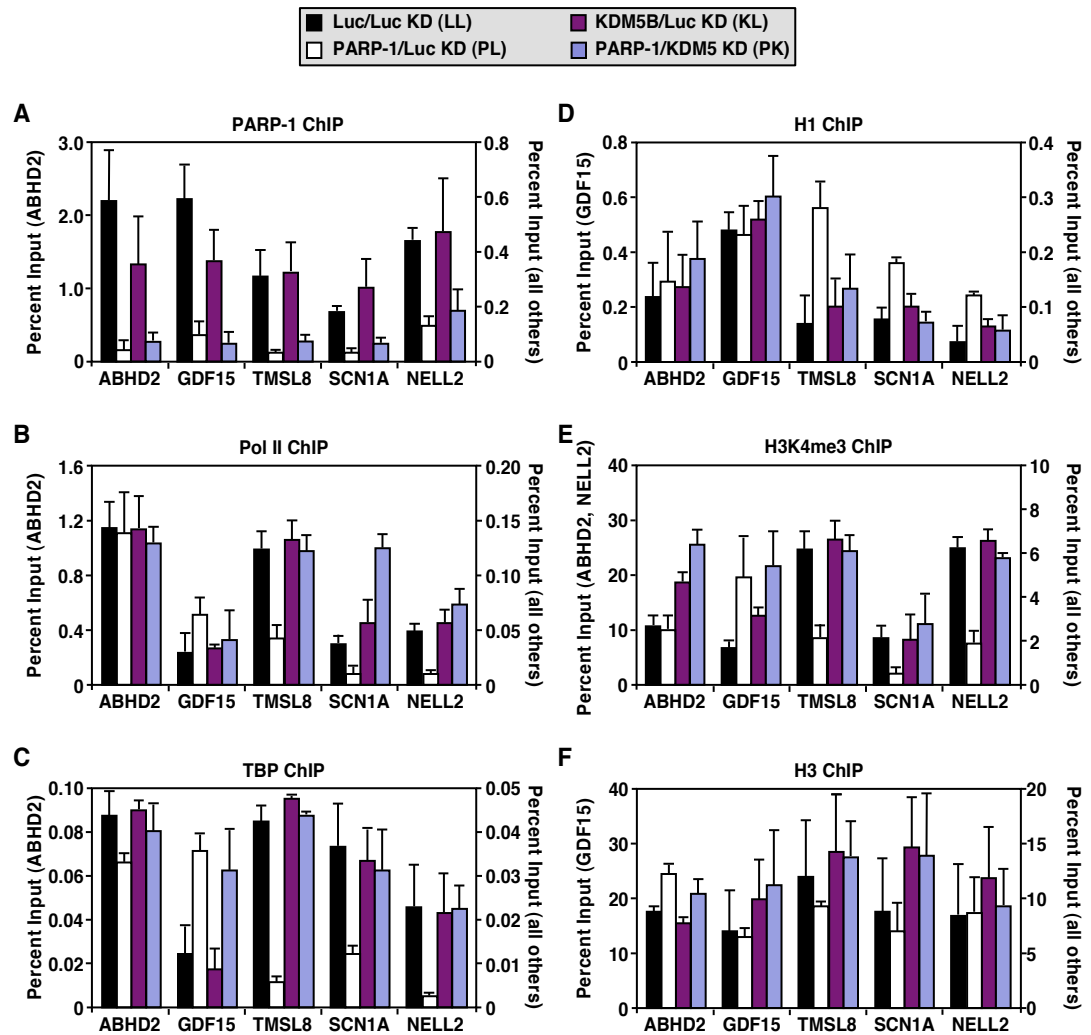 Luc/Luc KD (LL)
KDM5B/Luc KD (KL)
PARP-1/Luc KD (PL)
PARP-1/KDM5 KD (PK)
A
PARP-1 ChIP
Percent Input (ABHD2)
3.0
2.0
1.0
0
0.8
0.6
0.4
0.2
0
Percent Input (all others)
ABHD2 GDF15 TMSL8 SCN1A NELL2
B
Pol II ChIP
Percent Input (ABHD2)
1.6
1.2
0.8
0.4
0
0.20
0.15
0.10
0.05
0
Percent Input (all others)
ABHD2 GDF15 TMSL8 SCN1A NELL2
C
TBP ChIP
Percent Input (ABHD2)
0.10
0.08
0.06
0.04
0.02
0
0.05
0.04
0.03
0.02
0.01
0
Percent Input (all others)
ABHD2 GDF15 TMSL8 SCN1A NELL2
D
H1 ChIP
Percent Input (GDF15)
0.8
0.6
0.4
0.2
0
0.4
0.3
0.2
0.1
0
Percent Input (all others)
ABHD2 GDF15 TMSL8 SCN1A NELL2
E
H3K4me3 ChIP
Percent Input (ABHD2, NELL2)
40
30
20
10
0
10
8
6
4
2
0
Percent Input (all others)
ABHD2 GDF15 TMSL8 SCN1A NELL2
F
H3 ChIP
Percent Input (GDF15)
40
30
20
10
0
20
15
10
5
0
Percent Input (all others)
ABHD2 GDF15 TMSL8 SCN1A NELL2